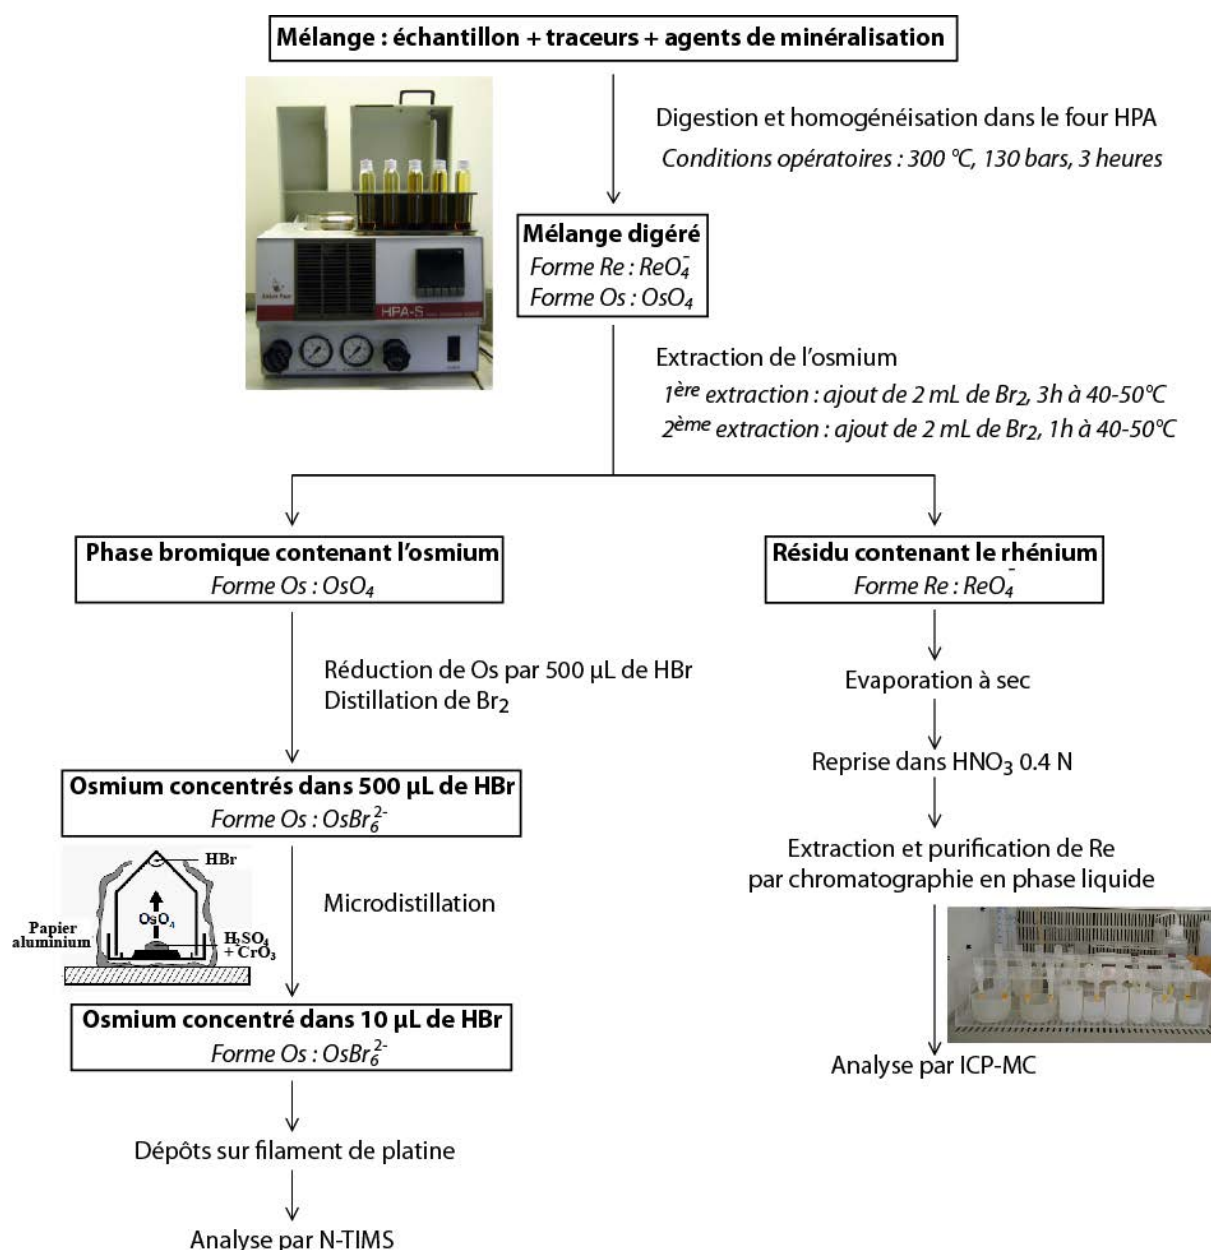 Mélange : échantillon + traceurs + agents de minéralisation
Digestion et homogénéisation dans le four HPA
Conditions opératoires : 300 °C, 130 bars, 3 heures
HPA-S
Mélange digéré
Forme Re : ReO₄⁻
Forme Os : OsO₄
Extraction de l'osmium
1ère extraction : ajout de 2 mL de Br₂, 3h à 40-50°C
2ème extraction : ajout de 2 mL de Br₂, 1h à 40-50°C
Phase bromique contenant l'osmium
Forme Os : OsO₄
Résidu contenant le rhénium
Forme Re : ReO₄⁻
Réduction de Os par 500 µL de HBr
Distillation de Br₂
Evaporation à sec
Reprise dans HNO₃ 0.4 N
Osmium concentrés dans 500 µL de HBr
Forme Os : OsBr₆²⁻
Extraction et purification de Re
par chromatographie en phase liquide
HBr
OsO₄
Papier
aluminium
H₂SO₄
+ CrO₃
Microdistillation
Osmium concentré dans 10 µL de HBr
Forme Os : OsBr₆²⁻
Analyse par ICP-MC
Dépôts sur filament de platine
Analyse par N-TIMS